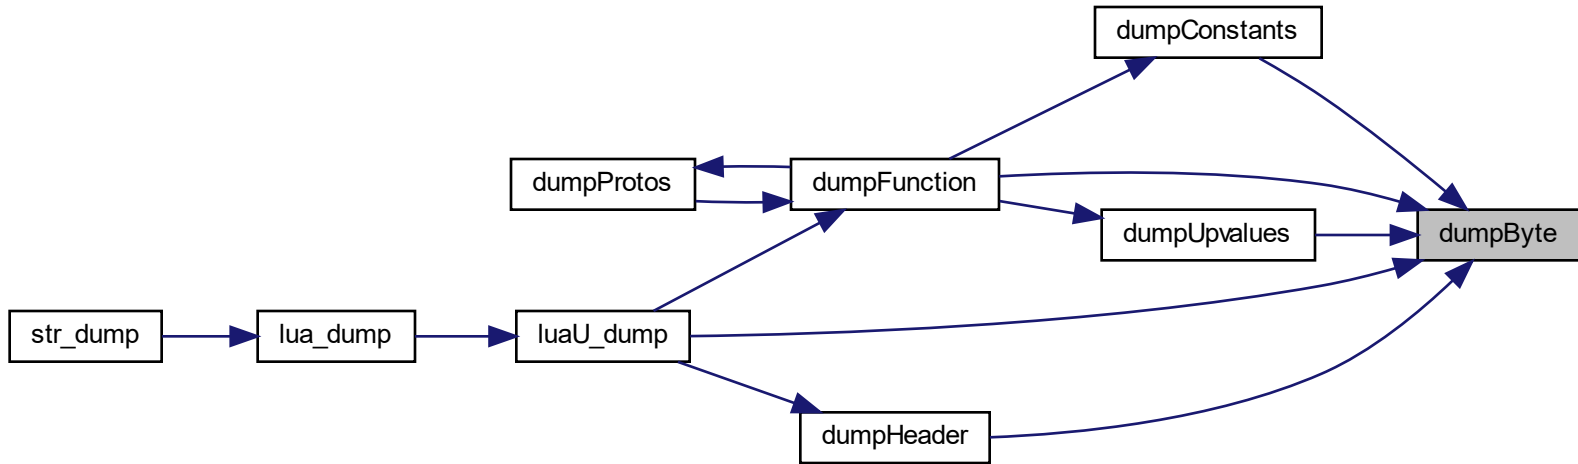 dumpConstants
dumpProtos
dumpFunction
dumpUpvalues
dumpByte
str_dump
lua_dump
luaU_dump
dumpHeader